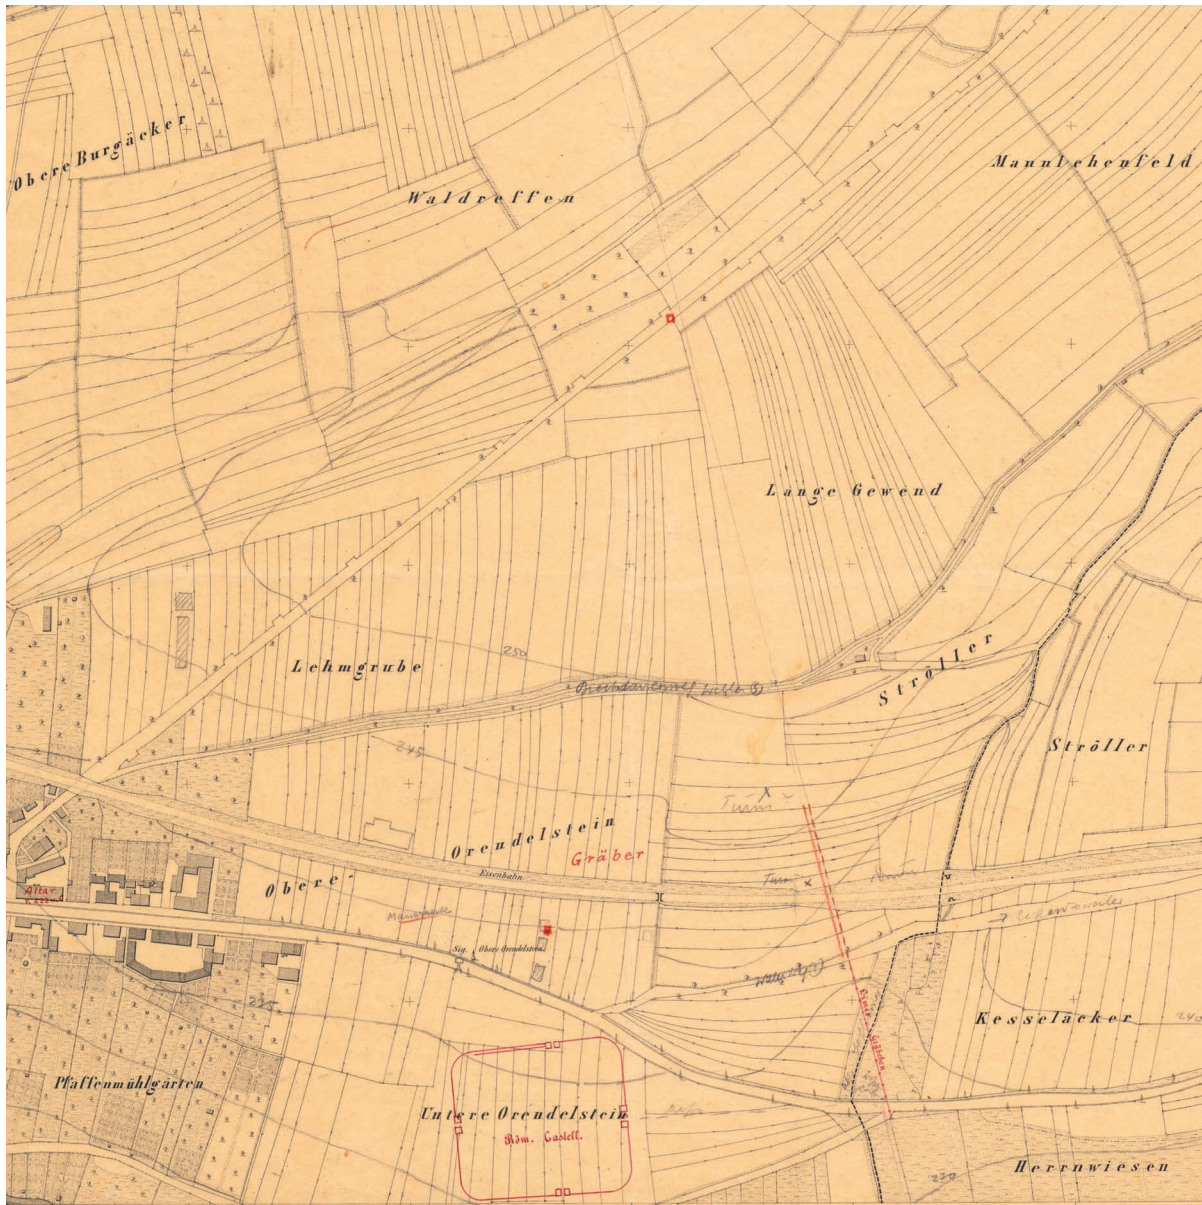 Obere Burgäcker
Waldreffen
Mannlehenfeld
Lange Gewend
Lehmgrube
250
Ströller
Ströller
245
Turm
Orendelstein
Gräber
Eisenbahn
Turm
Obere
Altar
Sig. Obere Orendelstein
235
Kesseläcker
240
Pfaffenmühlgärten
Untere Orendelstein
Röm. Castell.
Herrnwiesen
230